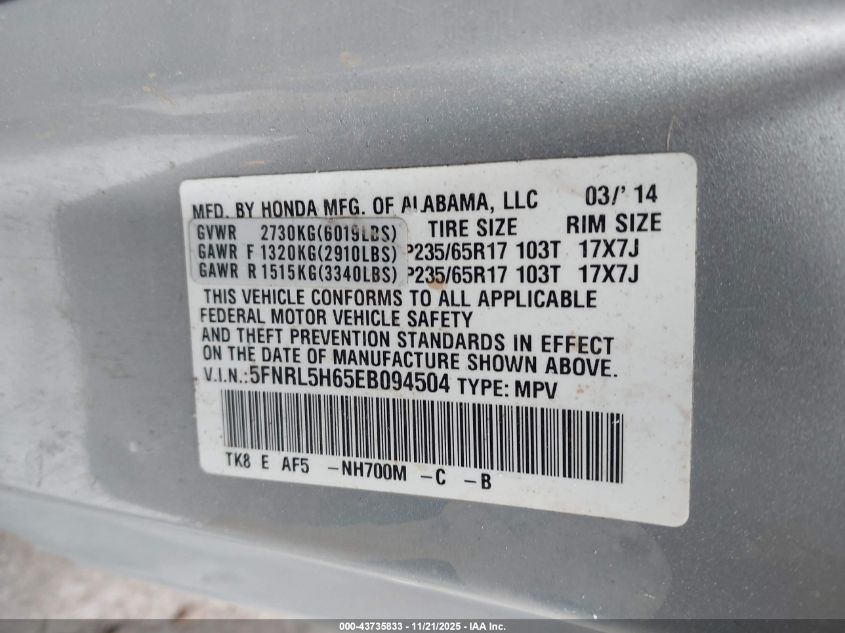 MFD. BY HONDA MFG. OF ALABAMA, LLC 03/'14
GVWR 2730KG(6019LBS) TIRE SIZE RIM SIZE
GAWR F 1320KG(2910LBS) P235/65R17 103T 17X7J
GAWR R 1515KG(3340LBS) P235/65R17 103T 17X7J
THIS VEHICLE CONFORMS TO ALL APPLICABLE
FEDERAL MOTOR VEHICLE SAFETY
AND THEFT PREVENTION STANDARDS IN EFFECT
ON THE DATE OF MANUFACTURE SHOWN ABOVE.
V.I.N.:5FNRL5H65EB094504 TYPE: MPV
TK8 E AF5 -NH700M -C -B
000-43735833 - 11/21/2025 - IAA Inc.